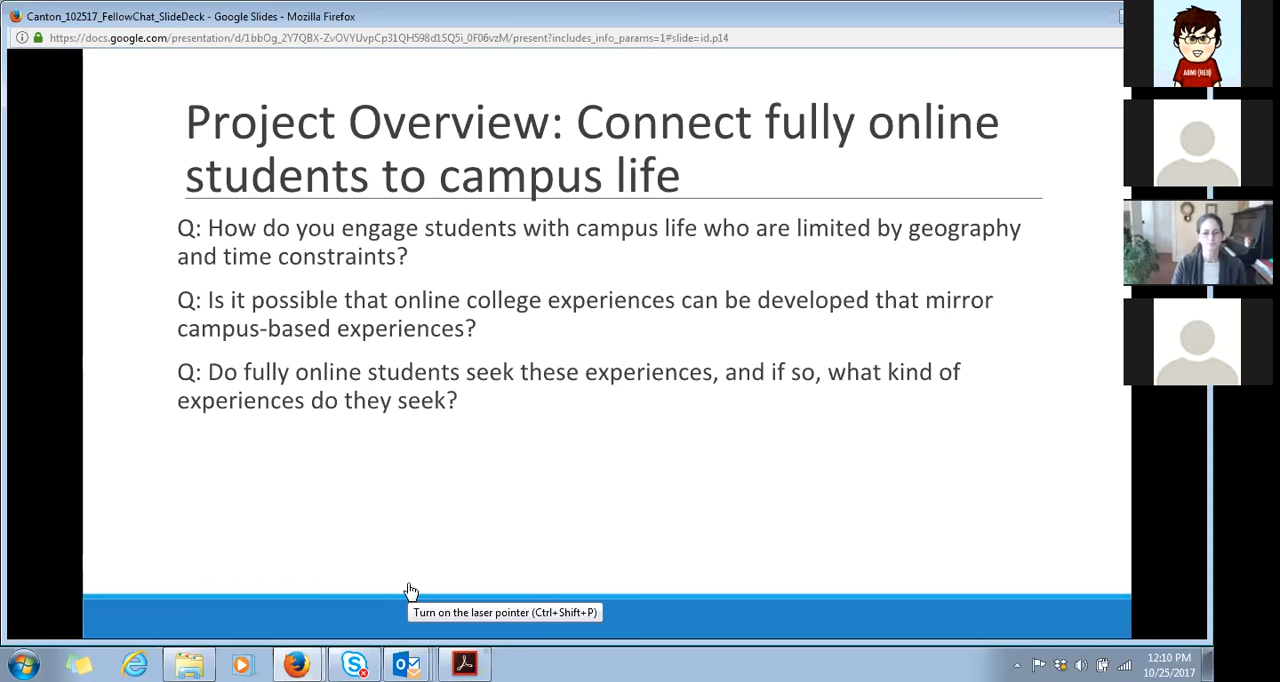 Canton_102517_FellowChat_SlideDeck - Google Slides - Mozilla Firefox
https://docs.google.com/presentation/d/1bbOg_2Y7QBX-ZvOVYUvpCp31QH598d1SQ5i_0F06vzM/present?includes_info_params=1#slide=id.p14
Project Overview: Connect fully online
students to campus life
Q: How do you engage students with campus life who are limited by geography
and time constraints?
Q: Is it possible that online college experiences can be developed that mirror
campus-based experiences?
Q: Do fully online students seek these experiences, and if so, what kind of
experiences do they seek?
Turn on the laser pointer (Ctrl+Shift+P)
12:10 PM
10/25/2017